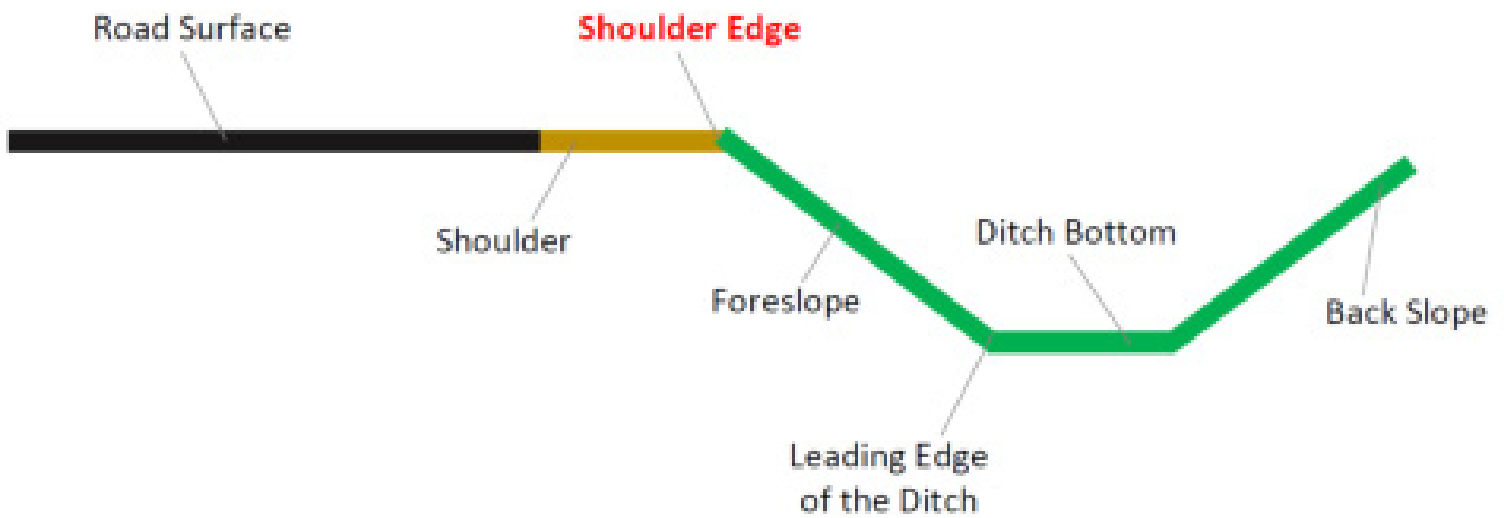 Road Surface
Shoulder Edge
Shoulder
Ditch Bottom
Foreslope
Back Slope
Leading Edge
of the Ditch